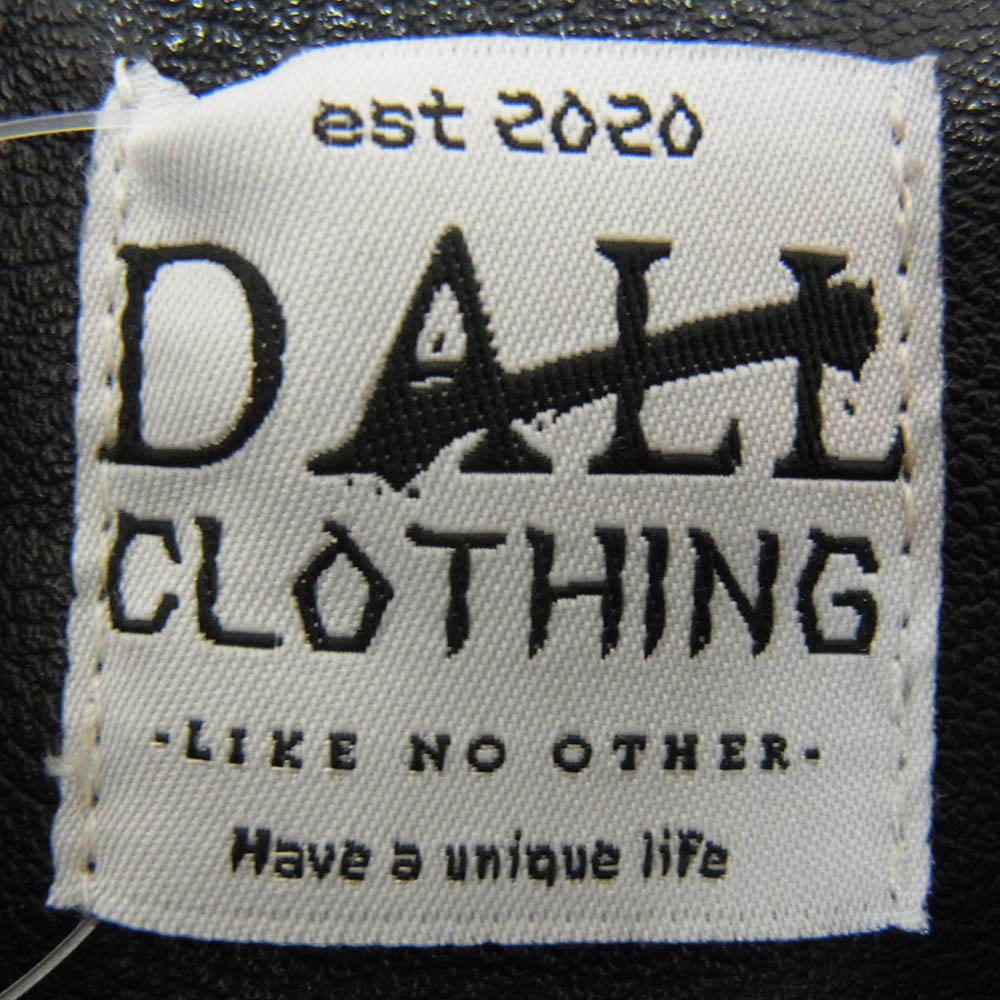 est 2020
DALL
CLOTHING
-LIKE NO OTHER-
Have a unique life